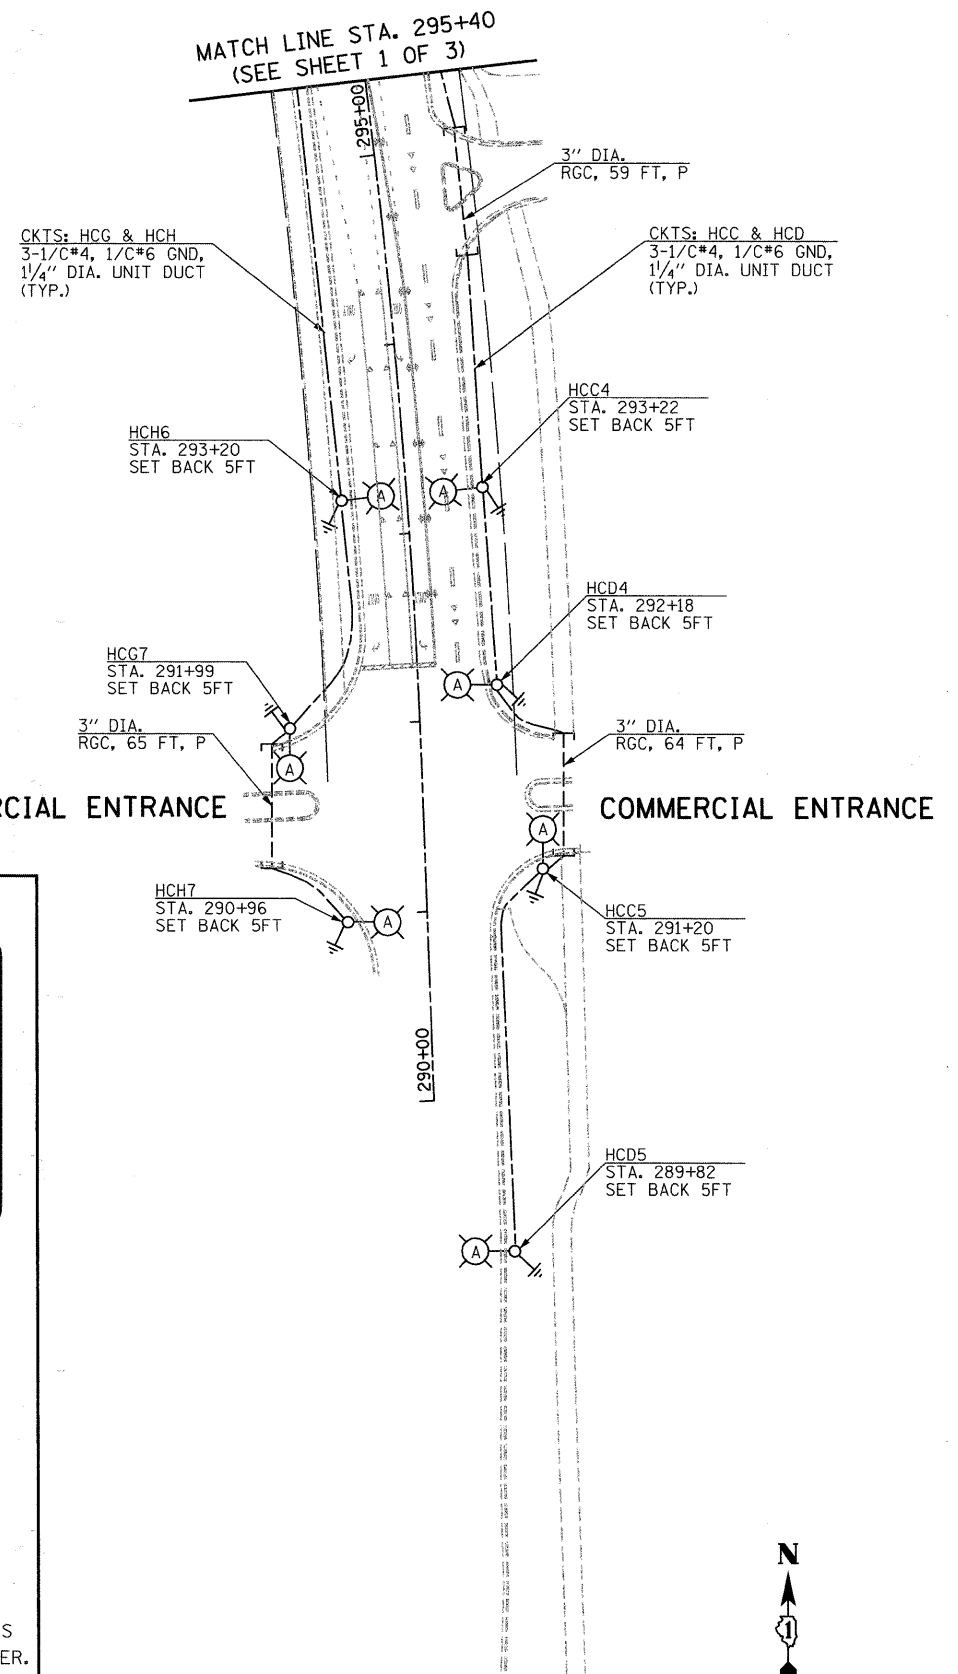 MATCH LINE STA. 295+40
(SEE SHEET 1 OF 3)
295+00
3" DIA.
RGC, 59 FT, P
CKTS: HCG & HCH
3-1/C#4, 1/C#6 GND,
1¼" DIA. UNIT DUCT
(TYP.)
CKTS: HCC & HCD
3-1/C#4, 1/C#6 GND,
1¼" DIA. UNIT DUCT
(TYP.)
HCC4
STA. 293+22
SET BACK 5FT
HCH6
STA. 293+20
SET BACK 5FT
A
A
HCD4
STA. 292+18
SET BACK 5FT
HCG7
STA. 291+99
SET BACK 5FT
A
3" DIA.
RGC, 65 FT, P
3" DIA.
RGC, 64 FT, P
A
RCIAL ENTRANCE
COMMERCIAL ENTRANCE
A
HCH7
STA. 290+96
SET BACK 5FT
A
HCC5
STA. 291+20
SET BACK 5FT
290+00
HCD5
STA. 289+82
SET BACK 5FT
A
N
1
S
ER.